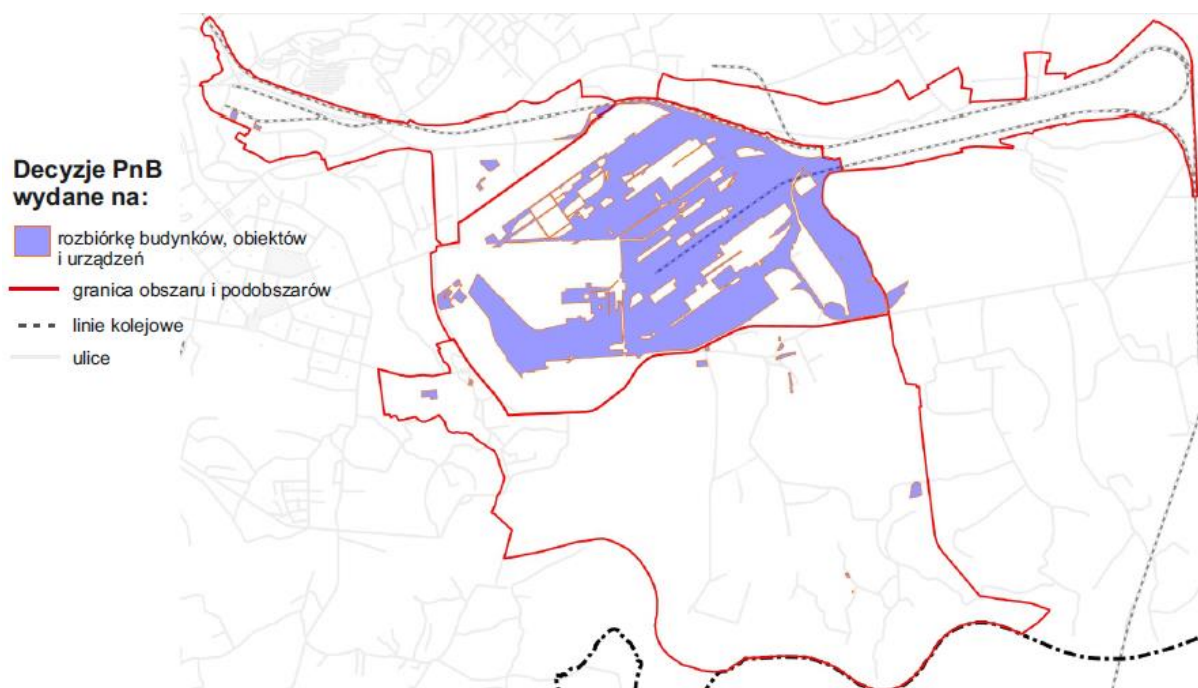 Decyzje PnB
wydane na:
rozbiórkę budynków, obiektów
i urządzeń
granica obszaru i podobszarów
linie kolejowe
ulice